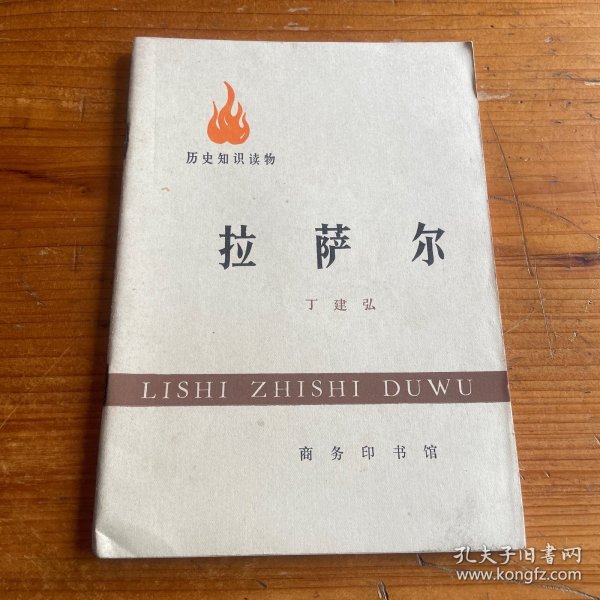 历史知识读物
拉萨尔
丁建弘
LISHI ZHISHI DUWU
商务印书馆
孔夫子旧书网
www.kongfz.com